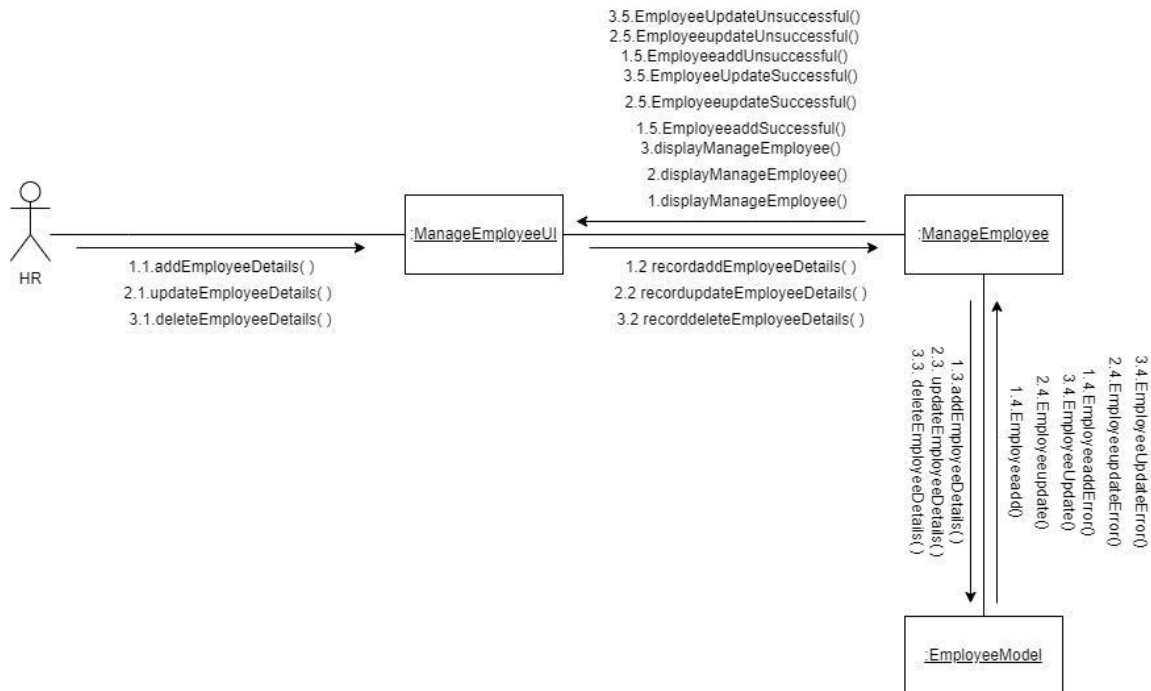 3.5.EmployeeUpdateUnsuccessful()
2.5.EmployeeupdateUnsuccessful()
1.5.EmployeeaddUnsuccessful()
3.5.EmployeeUpdateSuccessful()
2.5.EmployeeupdateSuccessful()
1.5.EmployeeaddSuccessful()
3.displayManageEmployee()
2.displayManageEmployee()
1.displayManageEmployee()
HR
:ManageEmployeeUI
:ManageEmployee
1.1.addEmployeeDetails( )
2.1.updateEmployeeDetails( )
3.1.deleteEmployeeDetails( )
1.2 recordaddEmployeeDetails( )
2.2 recordupdateEmployeeDetails( )
3.2 recorddeleteEmployeeDetails( )
1.3.addEmployeeDetails( )
2.3. updateEmployeeDetails( )
3.3. deleteEmployeeDetails( )
3.4.EmployeeUpdateError()
2.4.EmployeeupdateError()
1.4.EmployeeaddError()
3.4.EmployeeUpdate()
2.4.Employeeupdate()
1.4.Employeeadd()
:EmployeeModel